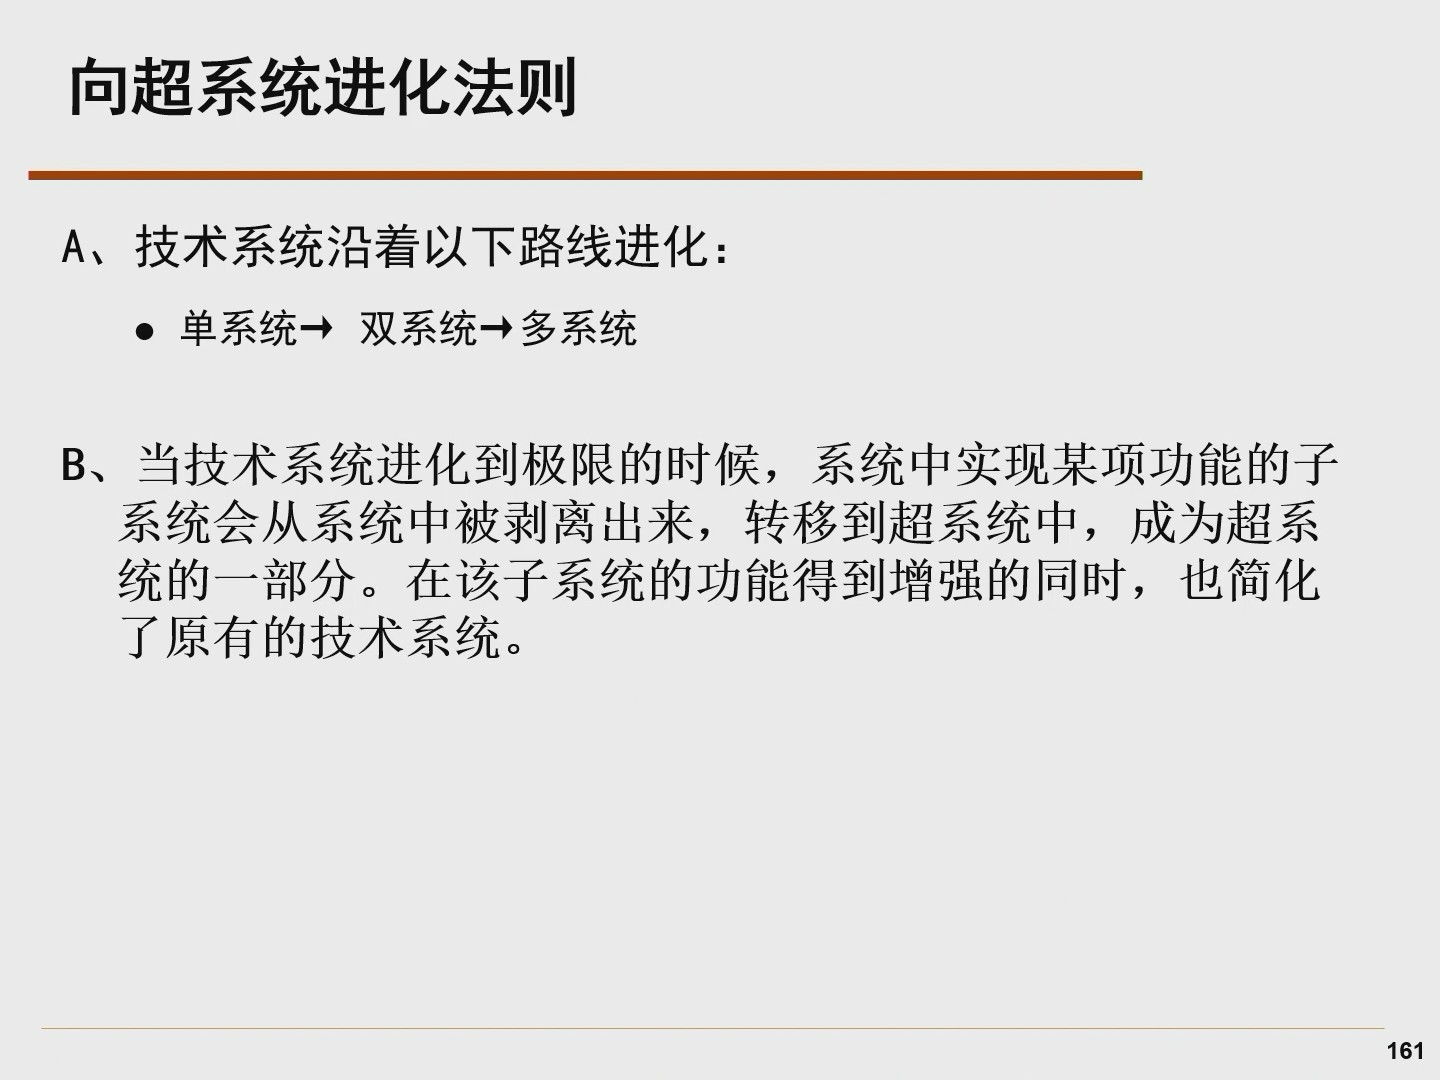 向超系统进化法则
A、技术系统沿着以下路线进化：
● 单系统➞ 双系统➞多系统
B、当技术系统进化到极限的时候，系统中实现某项功能的子
系统会从系统中被剥离出来，转移到超系统中，成为超系
统的一部分。在该子系统的功能得到增强的同时，也简化
了原有的技术系统。
161